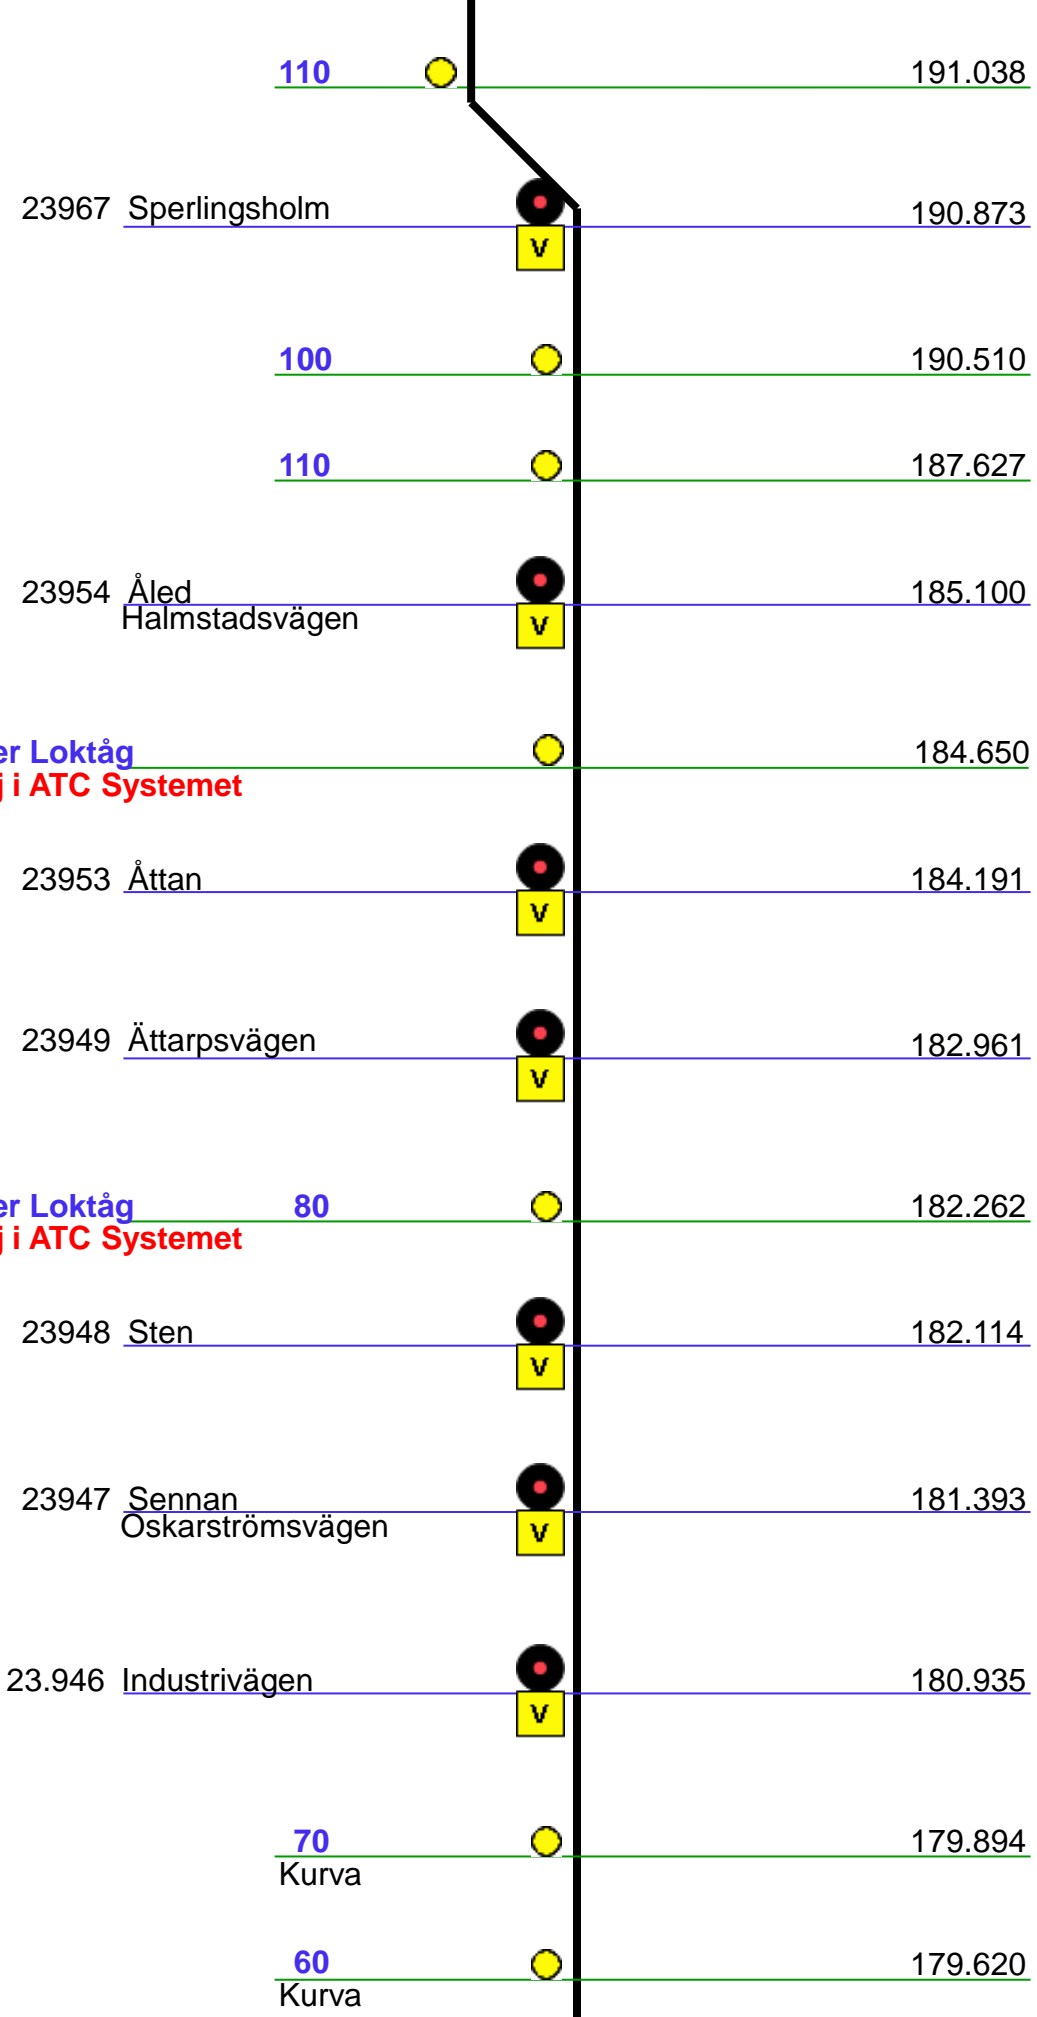 110 191.038
23967 Sperlingsholm 190.873
V
100 190.510
110 187.627
23954 Åled 185.100
Halmstadsvägen V
Loktåg 184.650
i ATC Systemet
23953 Åttan 184.191
V
23949 Ättarpsvägen 182.961
V
Loktåg 80 182.262
i ATC Systemet
23948 Sten 182.114
V
23947 Sennan 181.393
Oskarströmsvägen V
23.946 Industrivägen 180.935
V
70 179.894
Kurva
60 179.620
Kurva